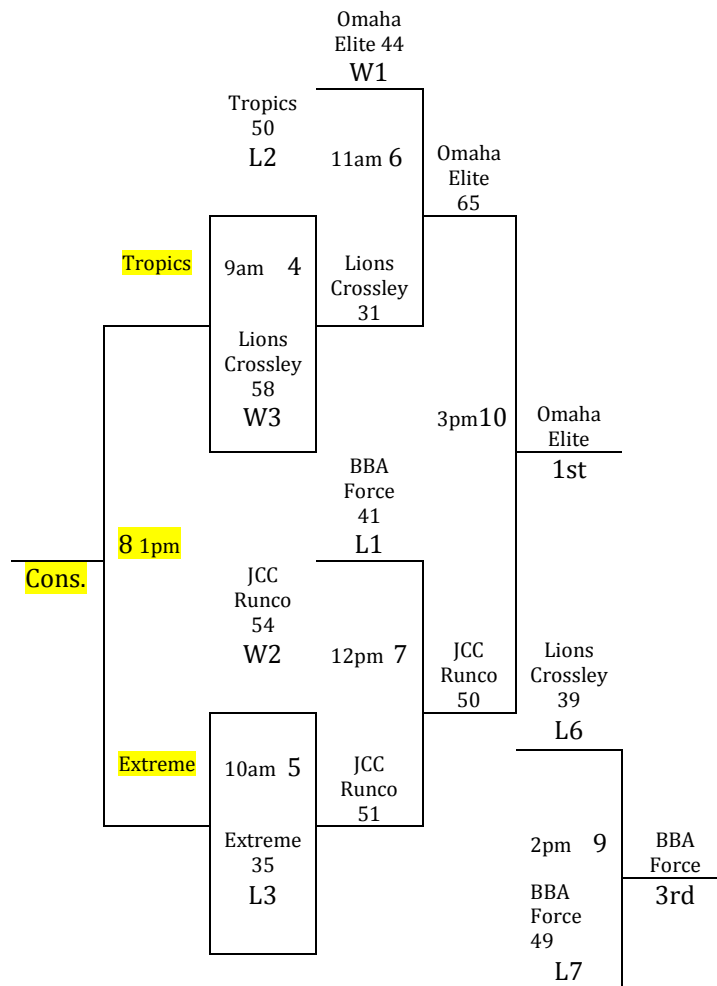 Omaha
Elite 44
W1
Tropics
50
L2
11am 6
Omaha
Elite
65
Tropics
9am 4
Lions
Crossley
31
Lions
Crossley
58
W3
3pm10
Omaha
Elite
1st
BBA
Force
41
L1
8 1pm
Cons.
JCC
Runco
54
W2
12pm 7
JCC
Runco
50
Lions
Crossley
39
L6
Extreme
10am 5
JCC
Runco
51
Extreme
35
L3
2pm 9
BBA
Force
3rd
BBA
Force
49
L7